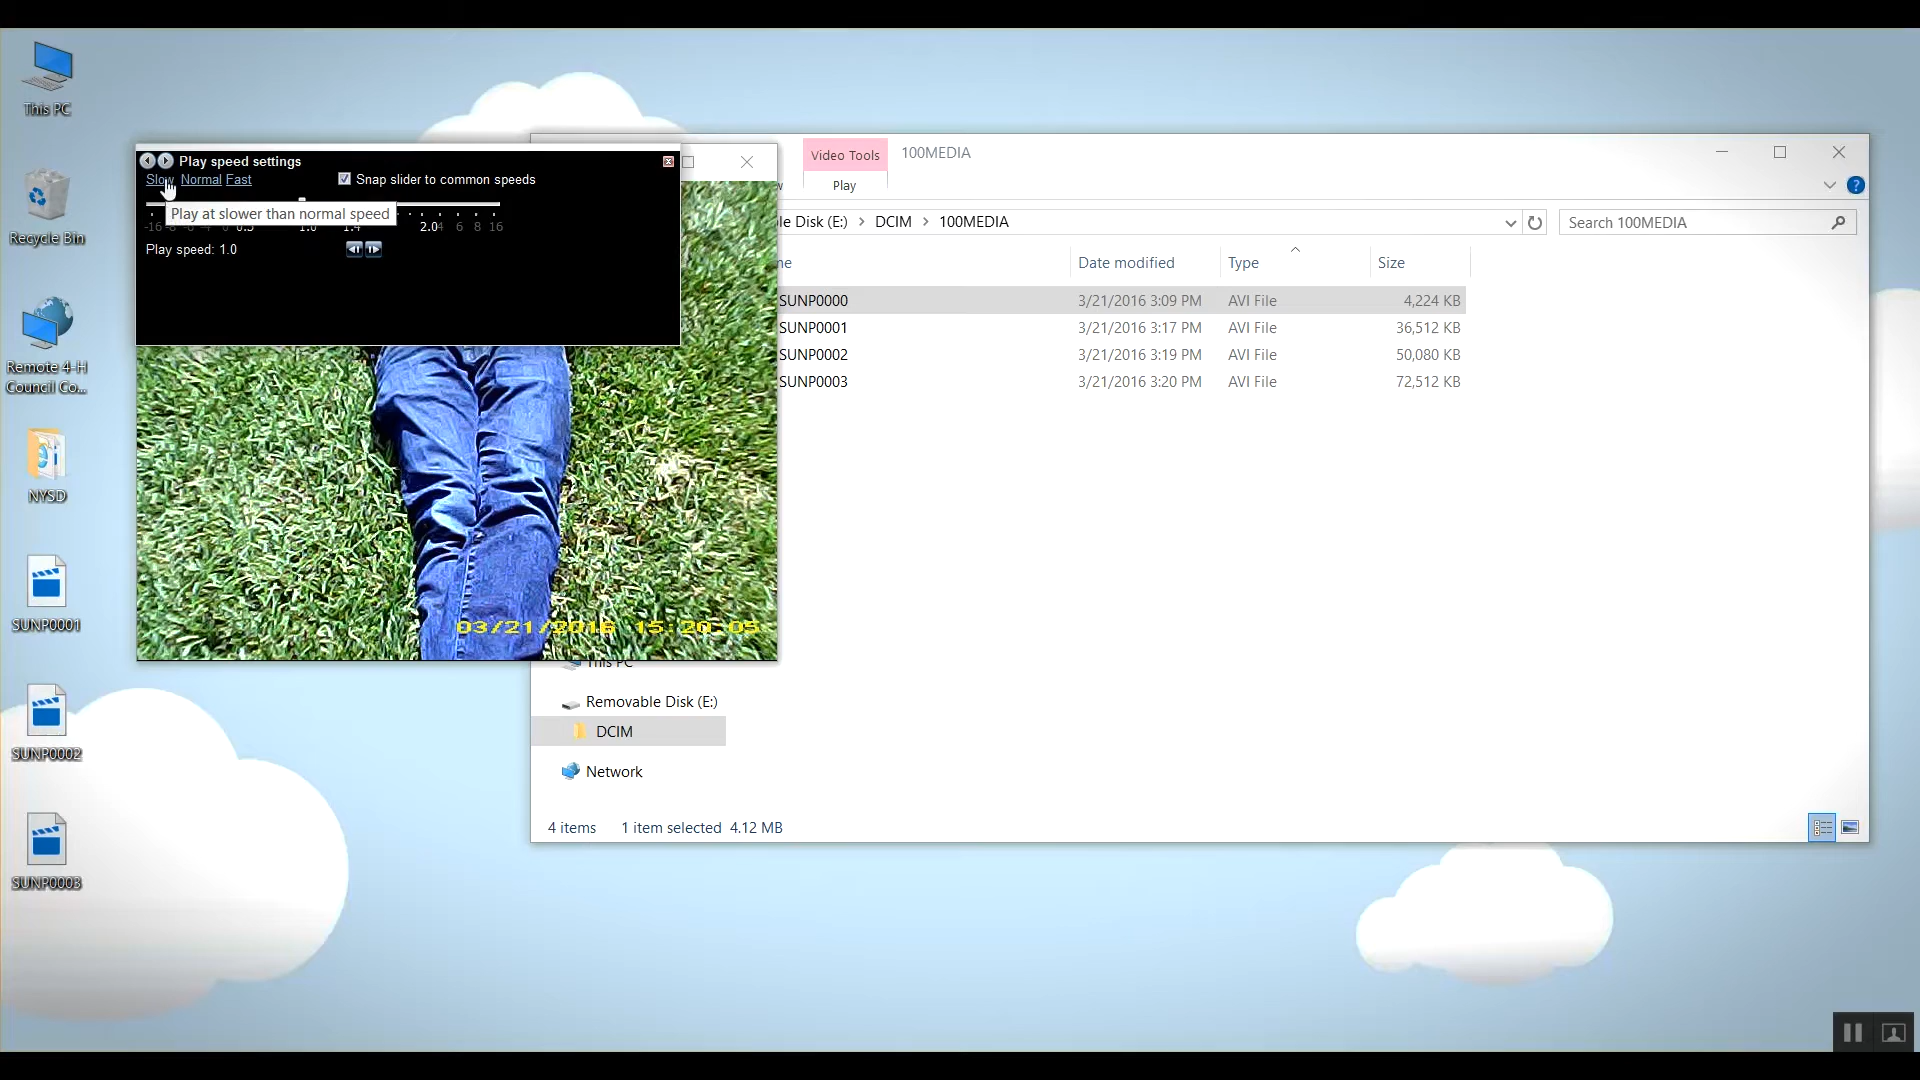 This PC
Recycle Bin
Remote 4-H
Council Co...
NYSD
SUNP0001
SUNP0002
SUNP0003
Play speed settings
Slow Normal Fast
Snap slider to common speeds
Play at slower than normal speed
2.0 4 6 8 16
Play speed: 1.0
03/21/2016 15:20:05
Video Tools
100MEDIA
Play
Disk (E:) > DCIM > 100MEDIA
Search 100MEDIA
Date modified Type Size
SUNP0000 3/21/2016 3:09 PM AVI File 4,224 KB
SUNP0001 3/21/2016 3:17 PM AVI File 36,512 KB
SUNP0002 3/21/2016 3:19 PM AVI File 50,080 KB
SUNP0003 3/21/2016 3:20 PM AVI File 72,512 KB
This PC
Removable Disk (E:)
DCIM
Network
4 items 1 item selected 4.12 MB